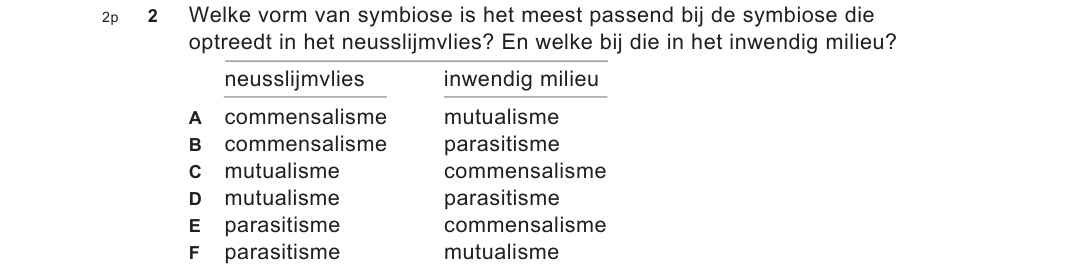 2p 2 Welke vorm van symbiose is het meest passend bij de symbiose die
optreedt in het neusslijmvlies? En welke bij die in het inwendig milieu?
neusslijmvlies inwendig milieu
A commensalisme mutualisme
B commensalisme parasitisme
C mutualisme commensalisme
D mutualisme parasitisme
E parasitisme commensalisme
F parasitisme mutualisme